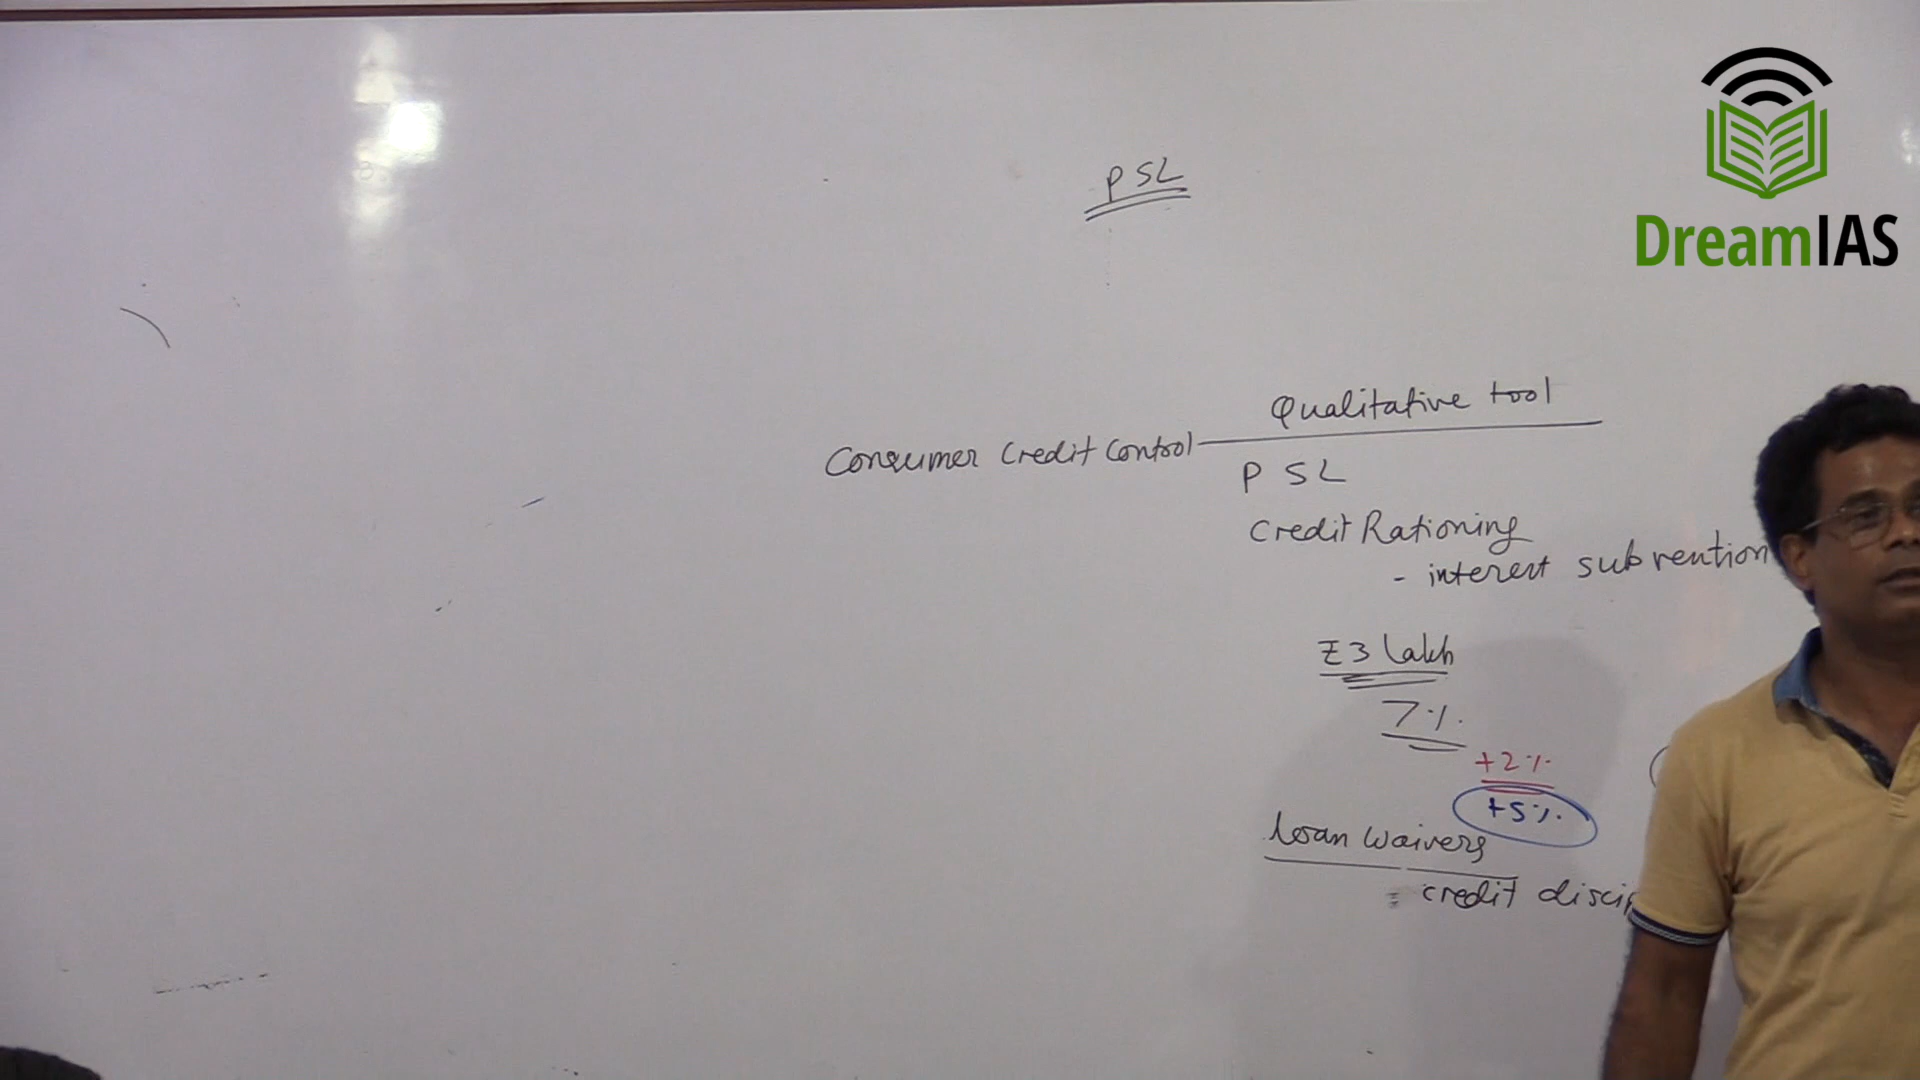 DreamIAS
PSL
Qualitative tool
Consumer Credit Control
PSL
Credit Rationing
- interest subvention
₹3 lakh
7%
+2%
+5%
Loan waivers
credit